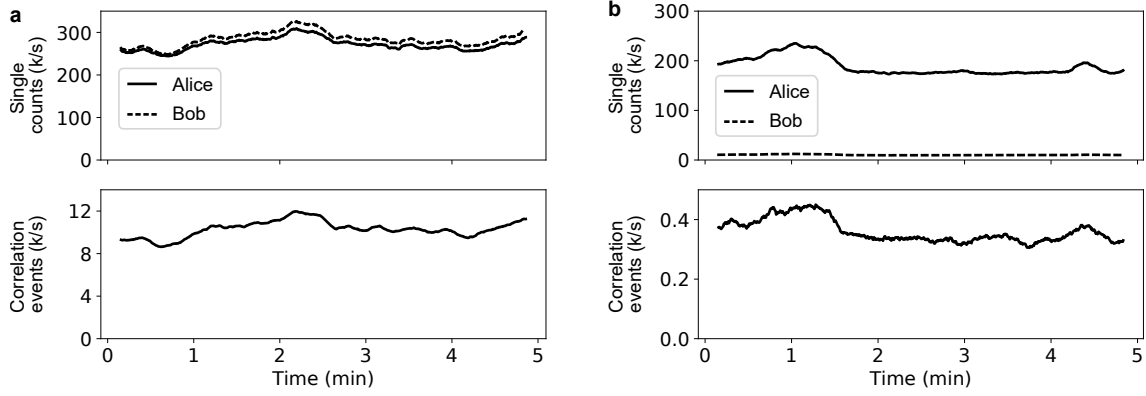 a
Single
counts (k/s)
300
200
100
0
Alice
Bob
Correlation
events (k/s)
12
8
4
0
0 1 2 3 4 5
Time (min)
b
Single
counts (k/s)
300
200
100
0
Alice
Bob
Correlation
events (k/s)
0.4
0.2
0.0
0 1 2 3 4 5
Time (min)